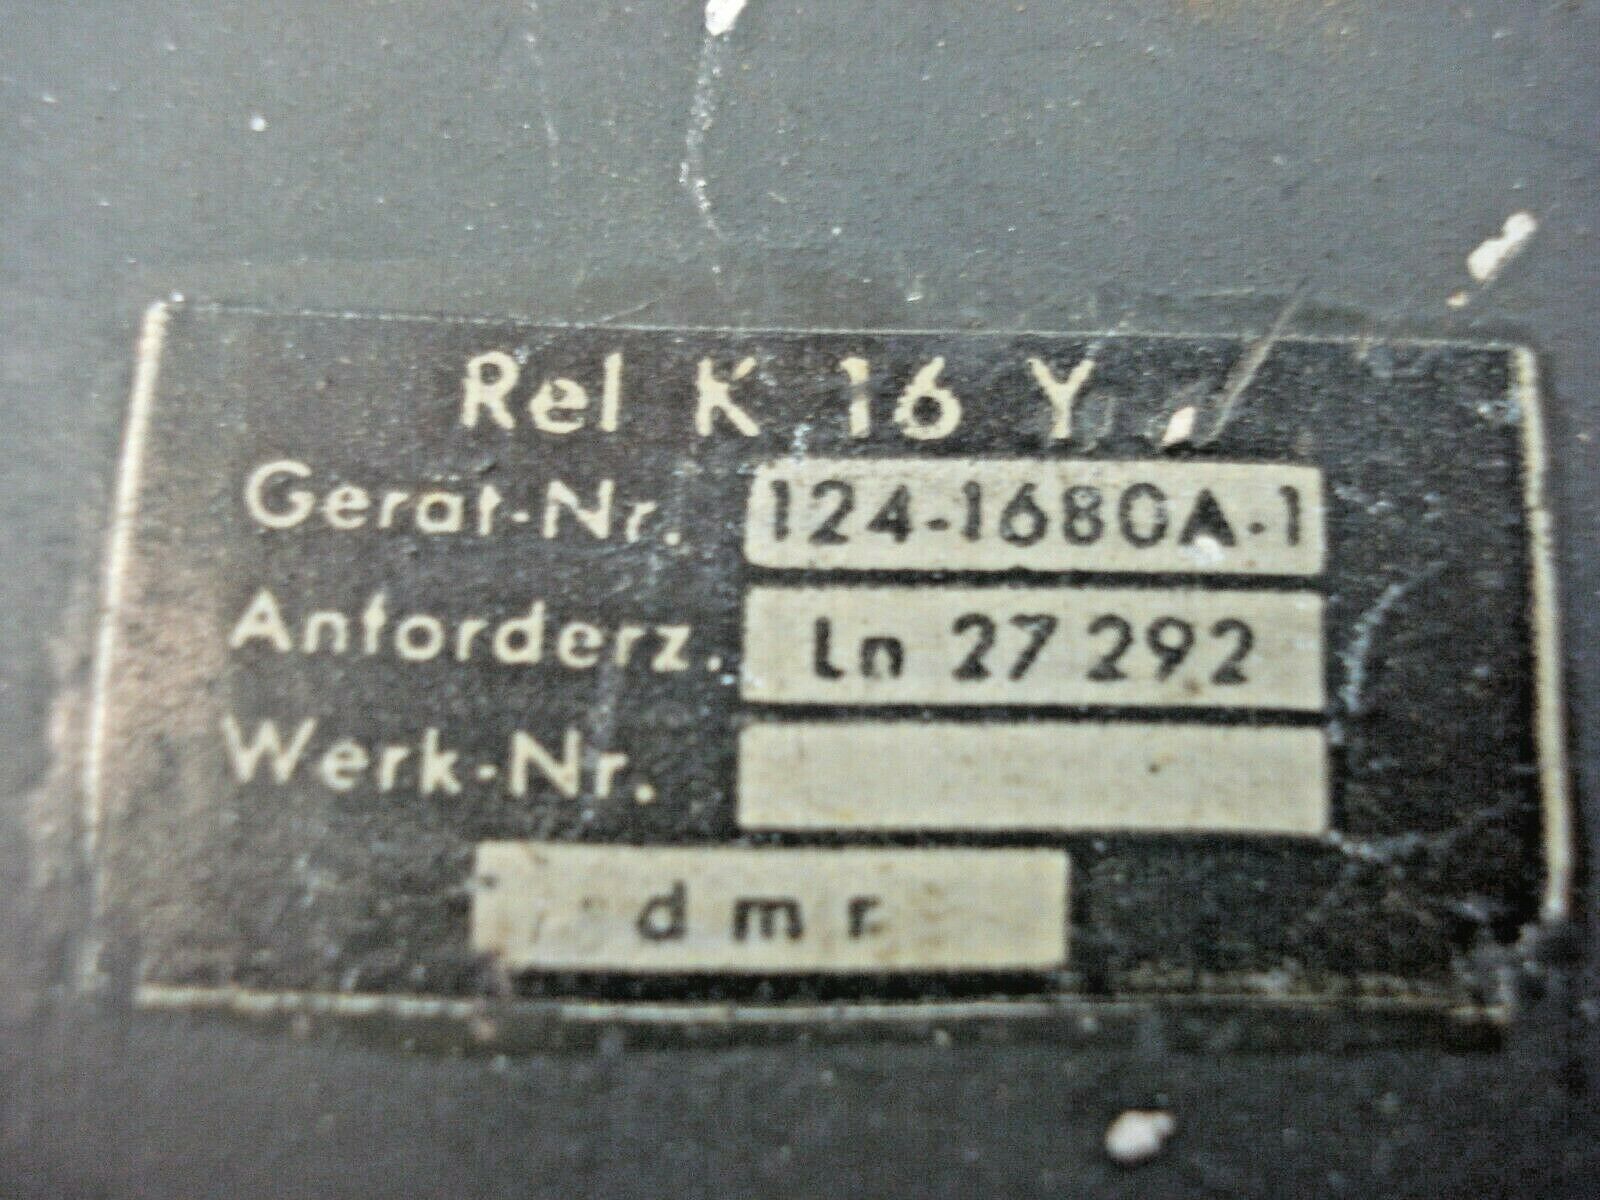 Rel K 16 Y
Gerät-Nr. 124-1680A-1
Anforderz. Ln 27 292
Werk-Nr.
dmr